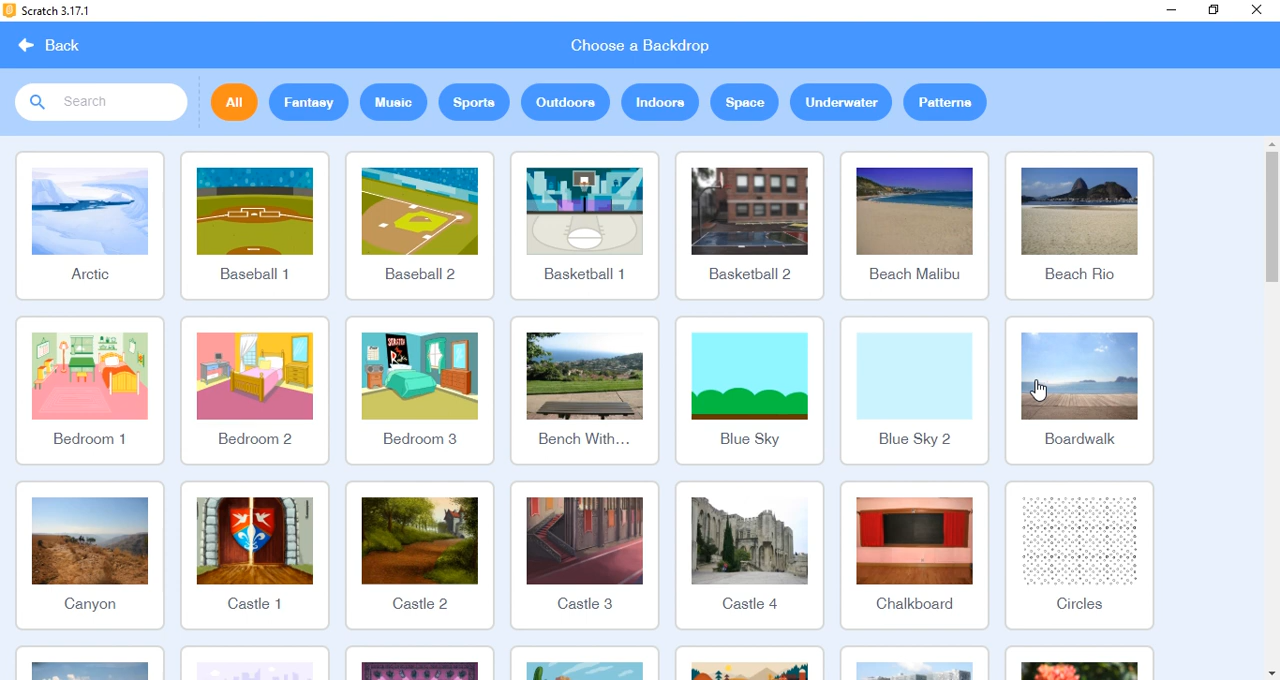 Scratch 3.17.1
Back
Choose a Backdrop
Search
All
Fantasy
Music
Sports
Outdoors
Indoors
Space
Underwater
Patterns
Arctic
Baseball 1
Baseball 2
Basketball 1
Basketball 2
Beach Malibu
Beach Rio
Bedroom 1
Bedroom 2
Bedroom 3
Bench With...
Blue Sky
Blue Sky 2
Boardwalk
Canyon
Castle 1
Castle 2
Castle 3
Castle 4
Chalkboard
Circles